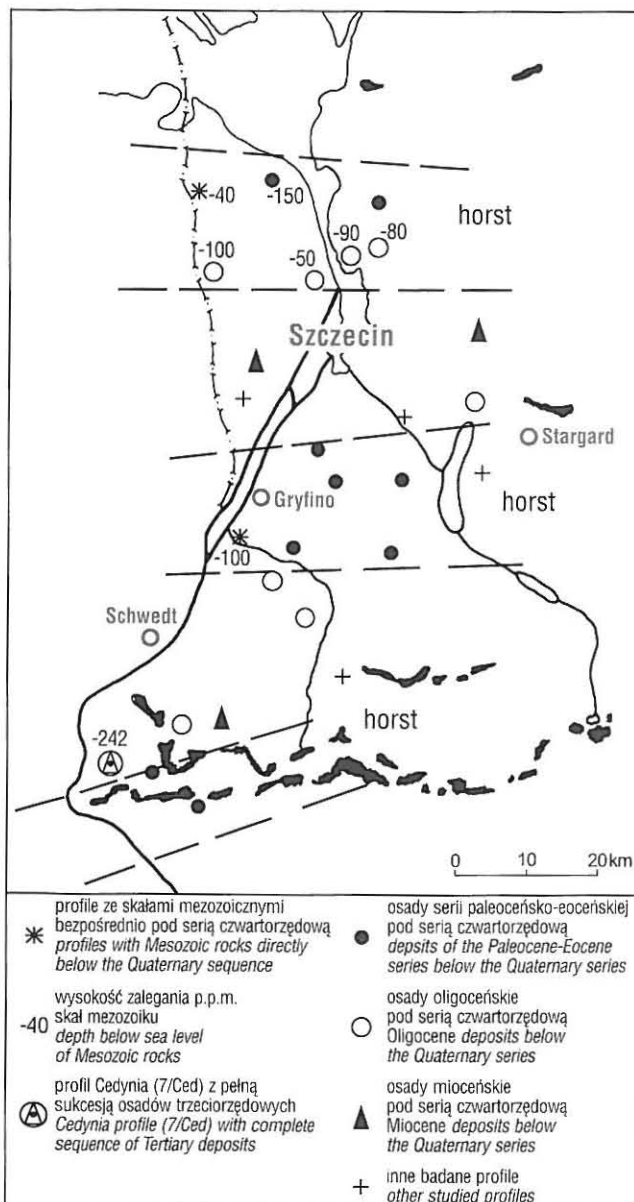 -40
-150
horst
-100
-50
-90
-80
Szczecin
Stargard
Gryfino
horst
-100
Schwedt
-242
horst
0 10 20 km
profile ze skałami mezozoicznymi
bezpośrednio pod serią czwartorzędową
profiles with Mesozoic rocks directly
below the Quaternary sequence
-40
wysokość zalegania p.p.m.
skał mezozoiku
depth below sea level
of Mesozoic rocks
profil Cedynia (7/Ced) z pełną
sukcesją osadów trzeciorzędowych
Cedynia profile (7/Ced) with complete
sequence of Tertiary deposits
osady serii paleoceńsko-eoceńskiej
pod serią czwartorzędową
depsits of the Paleocene-Eocene
series below the Quaternary series
osady oligoceńskie
pod serią czwartorzędową
Oligocene deposits below
the Quaternary series
osady mioceńskie
pod serią czwartorzędową
Miocene deposits below
the Quaternary series
inne badane profile
other studied profiles